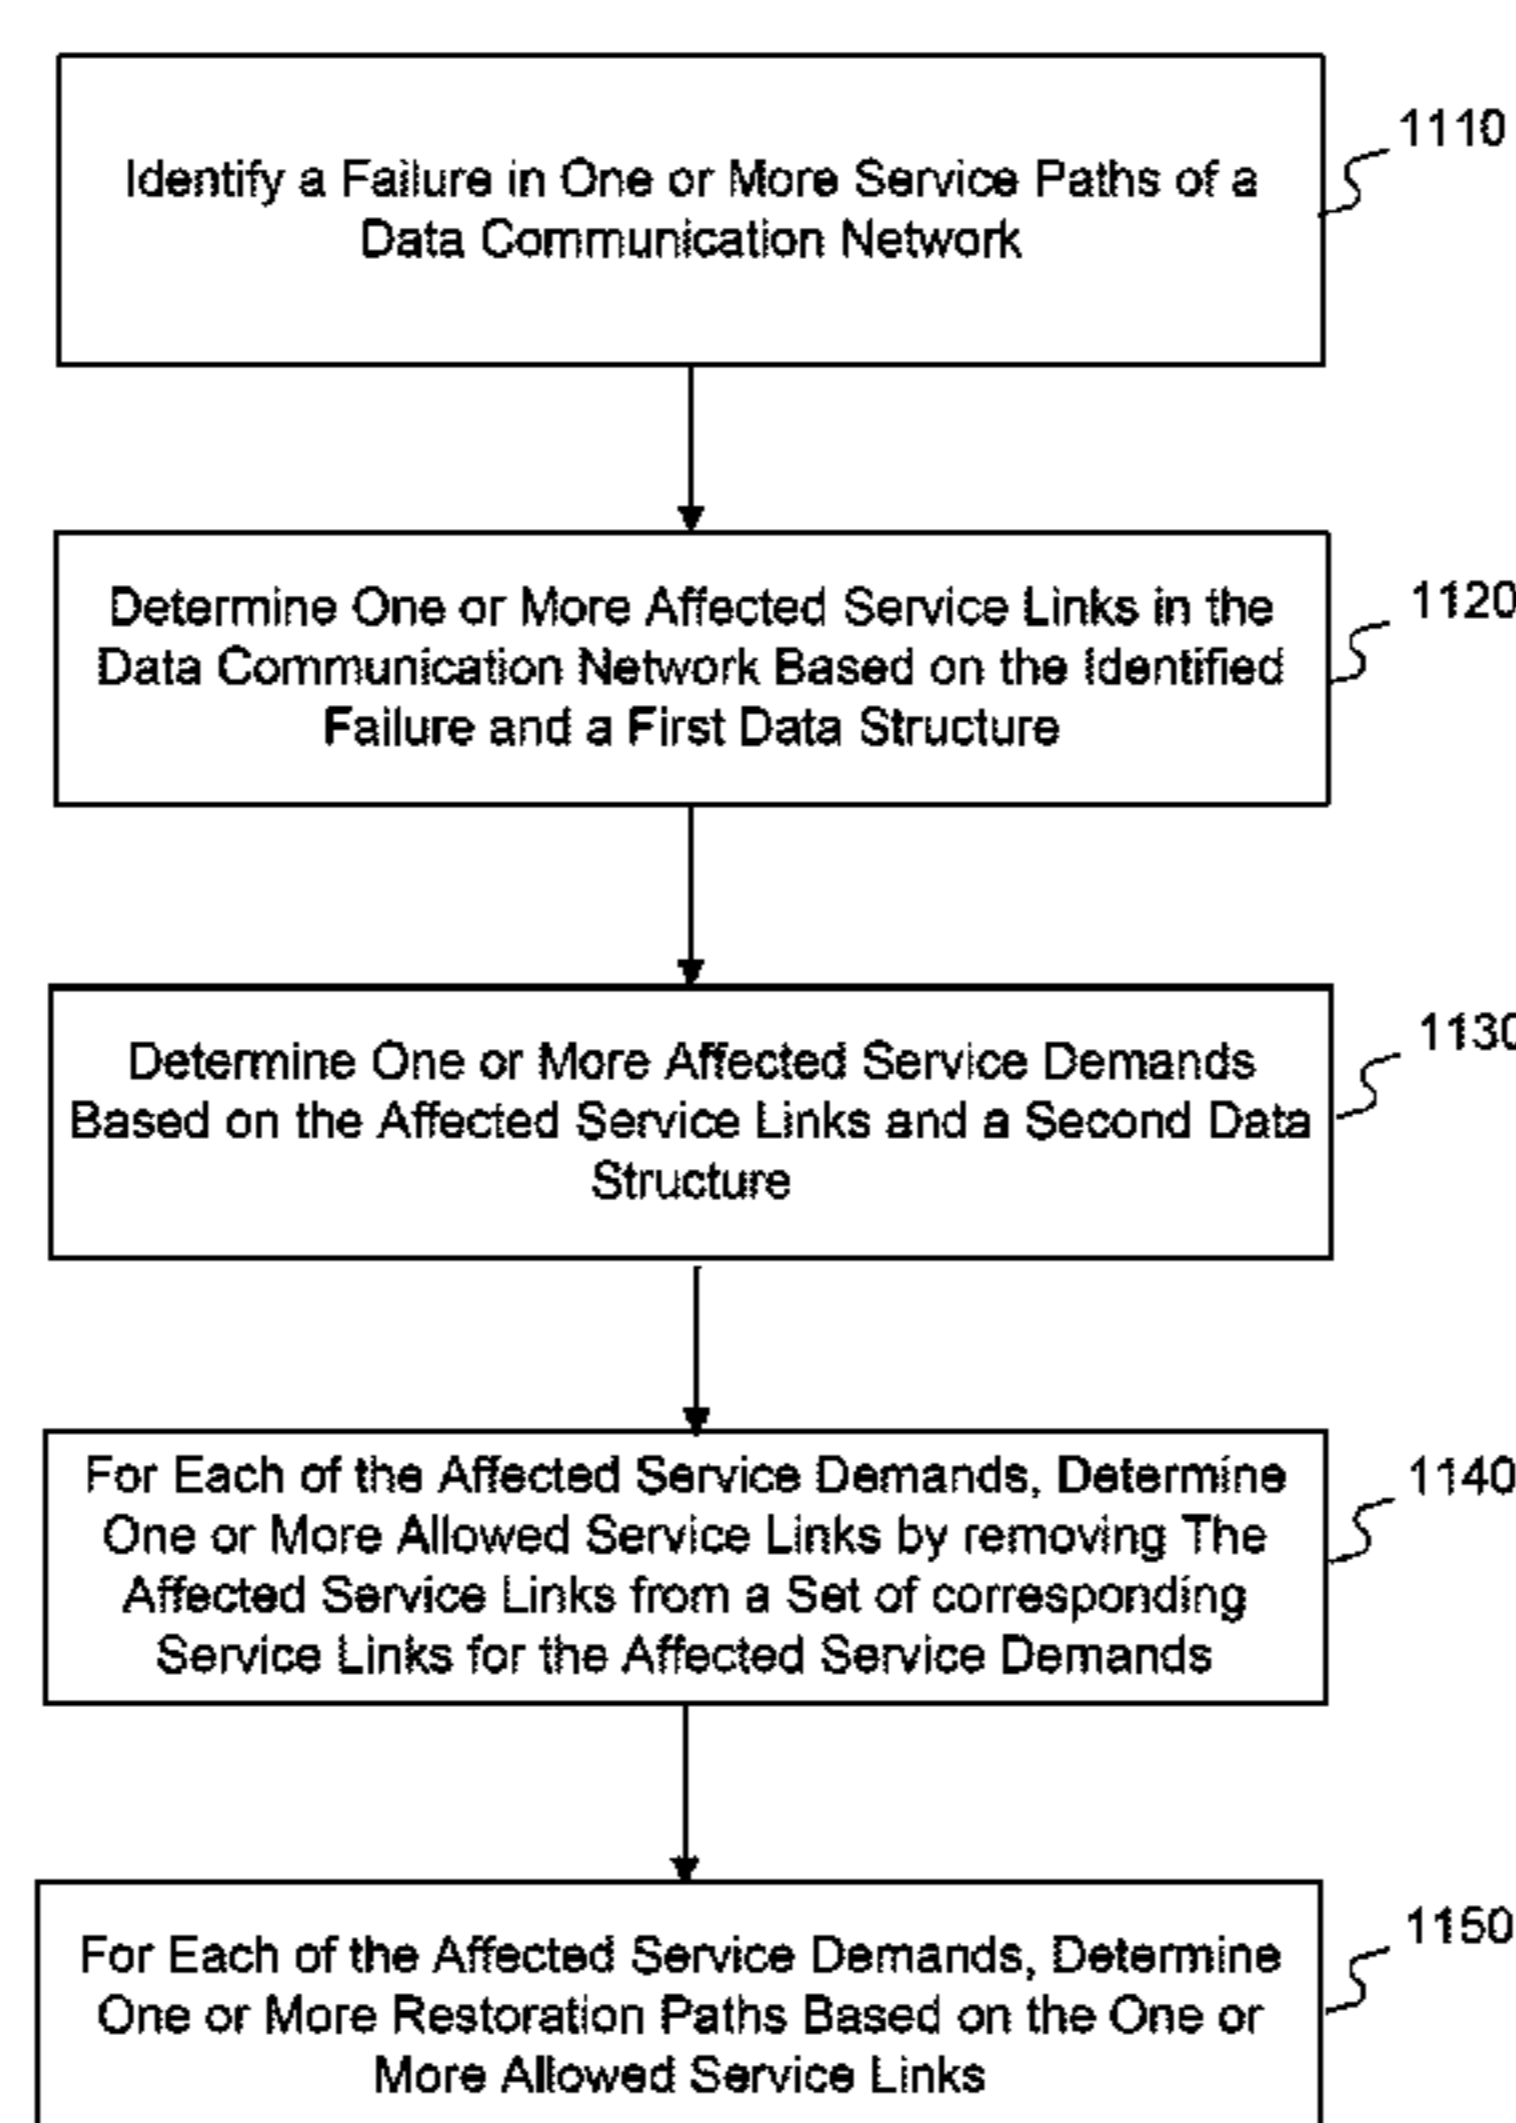 1110
Identify a Failure in One or More Service Paths of a
Data Communication Network
1120
Determine One or More Affected Service Links in the
Data Communication Network Based on the Identified
Failure and a First Data Structure
1130
Determine One or More Affected Service Demands
Based on the Affected Service Links and a Second Data
Structure
1140
For Each of the Affected Service Demands, Determine
One or More Allowed Service Links by removing The
Affected Service Links from a Set of corresponding
Service Links for the Affected Service Demands
1150
For Each of the Affected Service Demands, Determine
One or More Restoration Paths Based on the One or
More Allowed Service Links